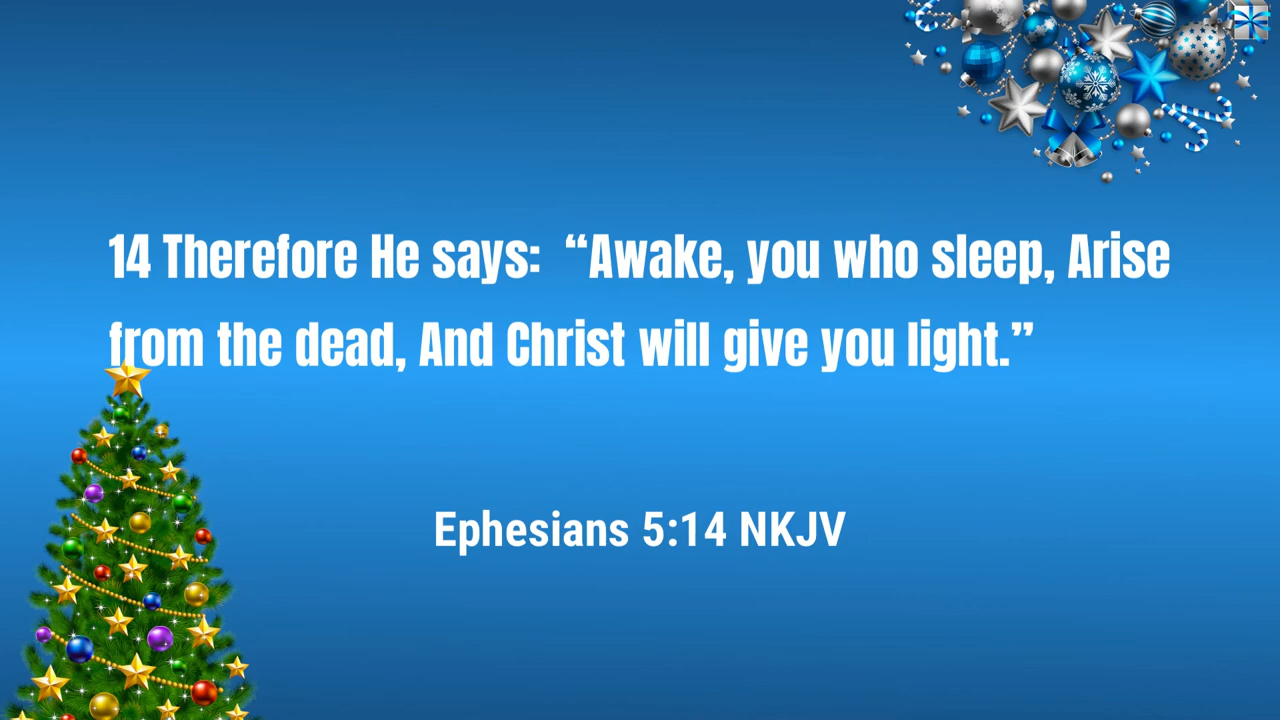 14 Therefore He says:  “Awake, you who sleep, Arise
from the dead, And Christ will give you light.”
Ephesians 5:14 NKJV